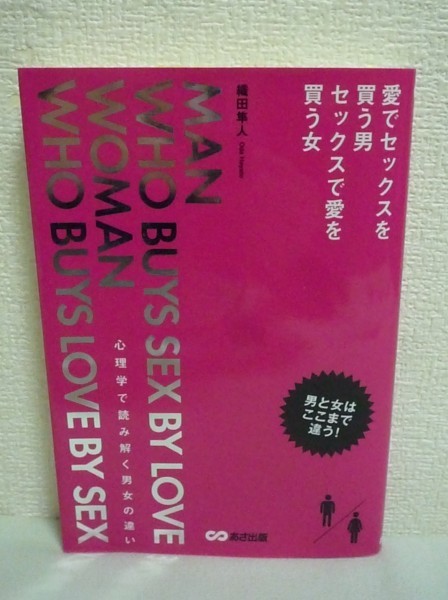 愛でセックスを
買う男
セックスで愛を
買う女
織田隼人 Oda Hayato
MAN
WHO BUYS SEX BY LOVE
WOMAN
WHO BUYS LOVE BY SEX
心理学で読み解く男女の違い
男と女は
ここまで
違う!
あさ出版